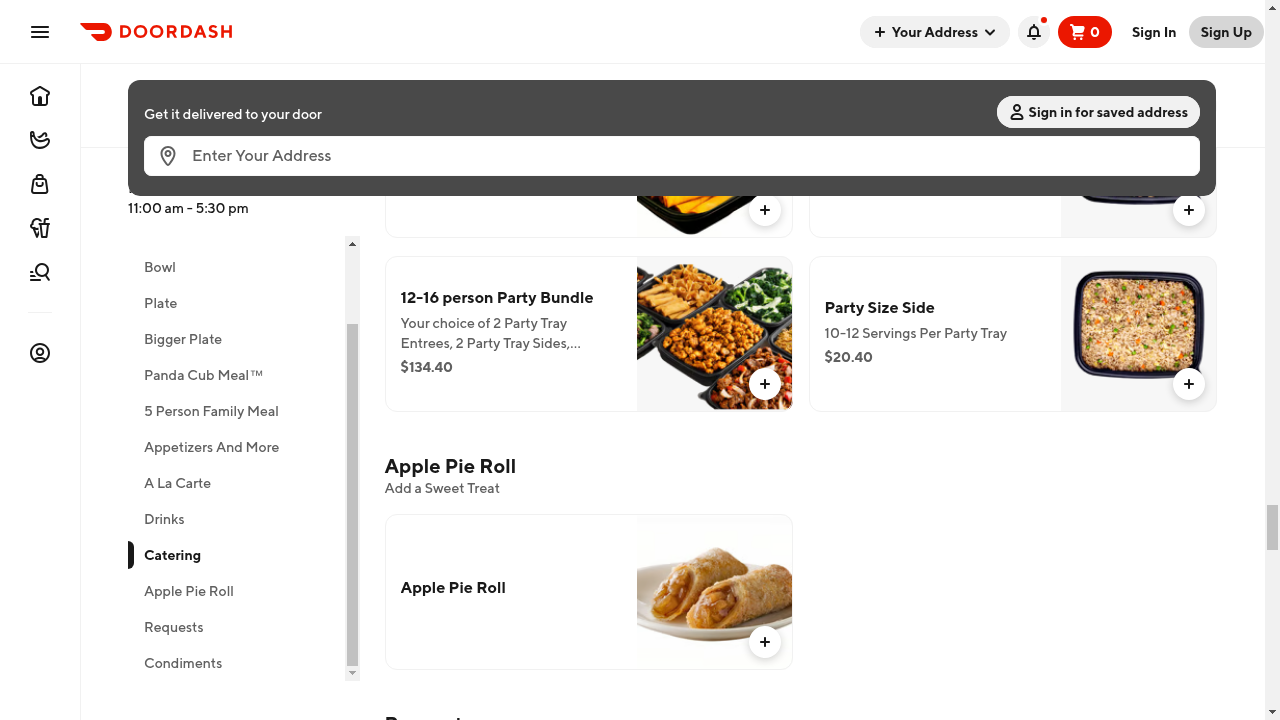 DOORDASH
Your Address
0
Sign In
Sign Up
Get it delivered to your door
Sign in for saved address
Enter Your Address
11:00 am - 5:30 pm
Bowl
Plate
Bigger Plate
Panda Cub Meal™
5 Person Family Meal
Appetizers And More
A La Carte
Drinks
Catering
Apple Pie Roll
Requests
Condiments
12-16 person Party Bundle
Your choice of 2 Party Tray
Entrees, 2 Party Tray Sides,...
$134.40
Party Size Side
10-12 Servings Per Party Tray
$20.40
Apple Pie Roll
Add a Sweet Treat
Apple Pie Roll